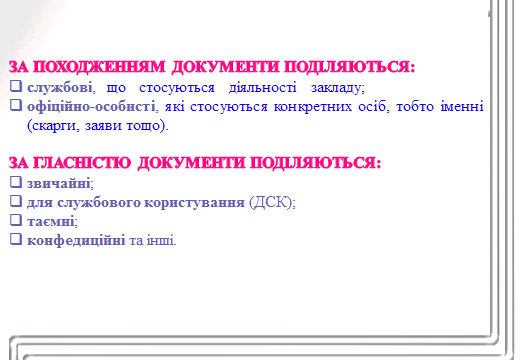 ЗА ПОХОДЖЕННЯМ ДОКУМЕНТИ ПОДІЛЯЮТЬСЯ:
❑ службові, що стосуються діяльності закладу;
❑ офіційно-особисті, які стосуються конкретних осіб, тобто іменні
(скарги, заяви тощо).
ЗА ГЛАСНІСТЮ ДОКУМЕНТИ ПОДІЛЯЮТЬСЯ:
❑ звичайні;
❑ для службового користування (ДСК);
❑ таємні;
❑ конфедиційні та інші.